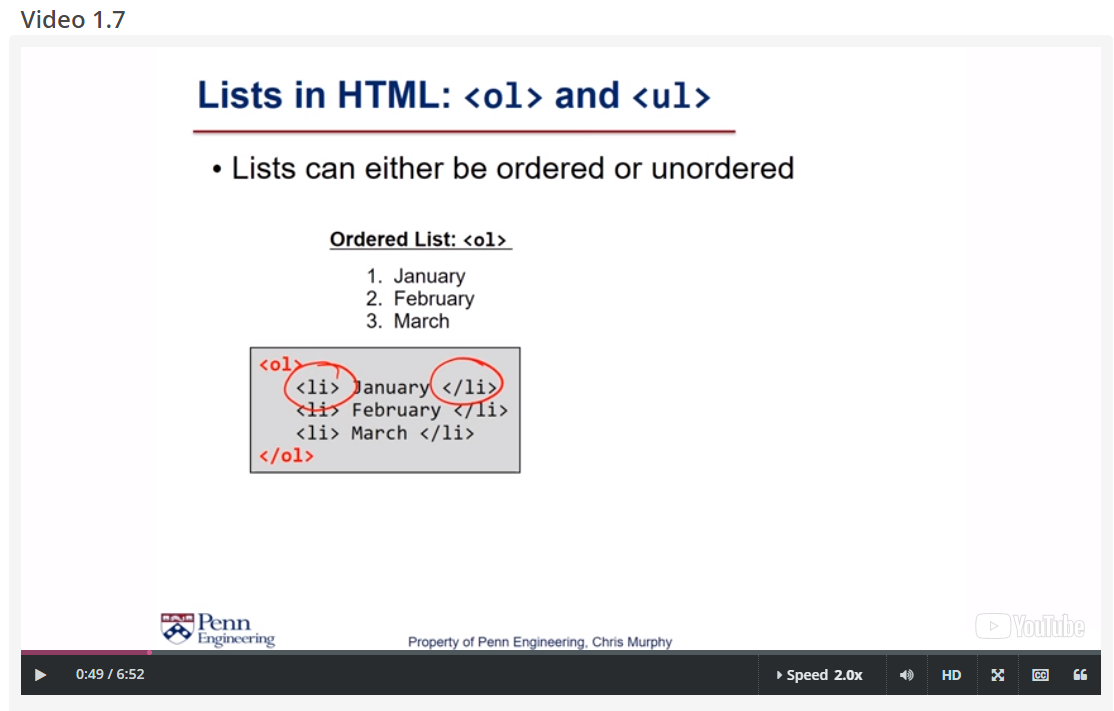 Video 1.7
Lists in HTML: <ol> and <ul>
• Lists can either be ordered or unordered
Ordered List: <ol>
1. January
2. February
3. March
<ol>
<li> January </li>
<li> February </li>
<li> March </li>
</ol>
Penn
Engineering
Property of Penn Engineering, Chris Murphy
YouTube
0:49 / 6:52
Speed 2.0x
HD
CC